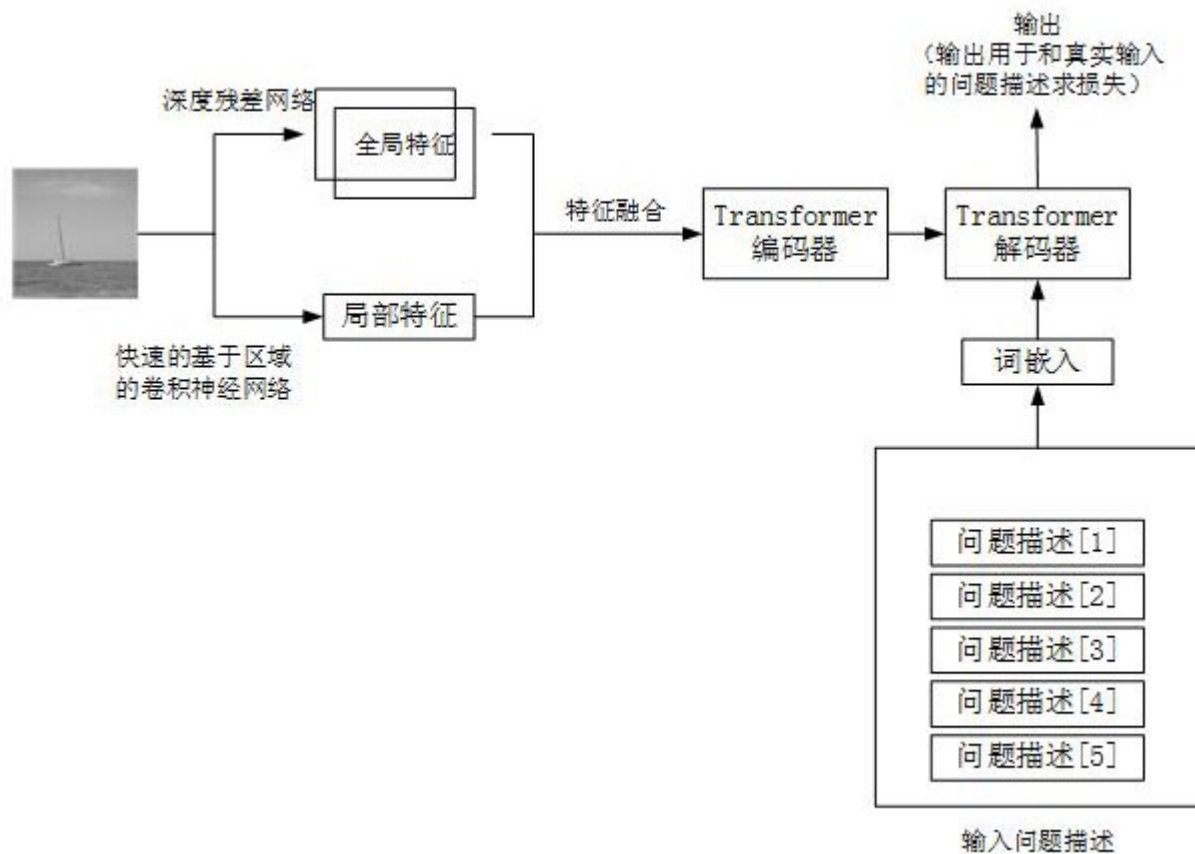 输出
(输出用于和真实输入
的问题描述求损失)
深度残差网络
全局特征
特征融合
Transformer
编码器
Transformer
解码器
局部特征
快速的基于区域
的卷积神经网络
词嵌入
问题描述[1]
问题描述[2]
问题描述[3]
问题描述[4]
问题描述[5]
输入问题描述